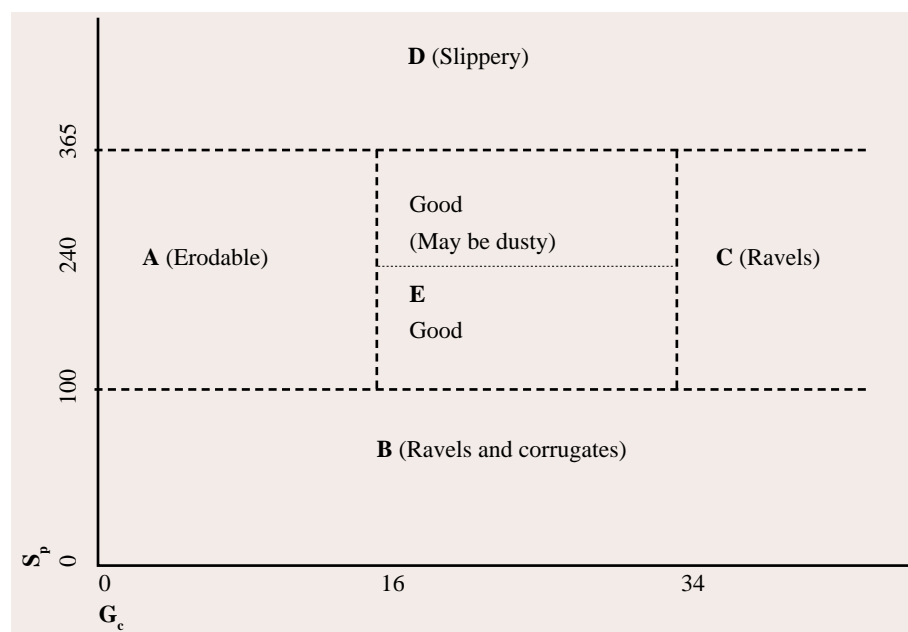 D (Slippery)
365
Good
(May be dusty)
240
A (Erodable)
C (Ravels)
E
Good
100
B (Ravels and corrugates)
0
Sp
0 16 34
Gc